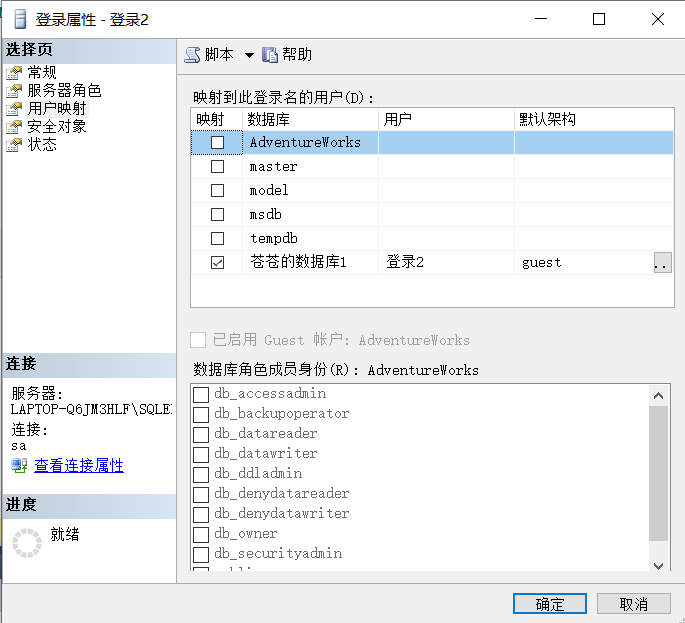 登录属性 - 登录2
选择页
常规
服务器角色
用户映射
安全对象
状态
连接
服务器:
LAPTOP-Q6JM3HLF\SQLE
连接:
sa
查看连接属性
进度
就绪
脚本 帮助
映射到此登录名的用户(D):
映射 数据库 用户 默认架构
AdventureWorks
master
model
msdb
tempdb
苍苍的数据库1 登录2 guest ..
已启用 Guest 帐户: AdventureWorks
数据库角色成员身份(R): AdventureWorks
db_accessadmin
db_backupoperator
db_datareader
db_datawriter
db_ddladmin
db_denydatareader
db_denydatawriter
db_owner
db_securityadmin
确定 取消